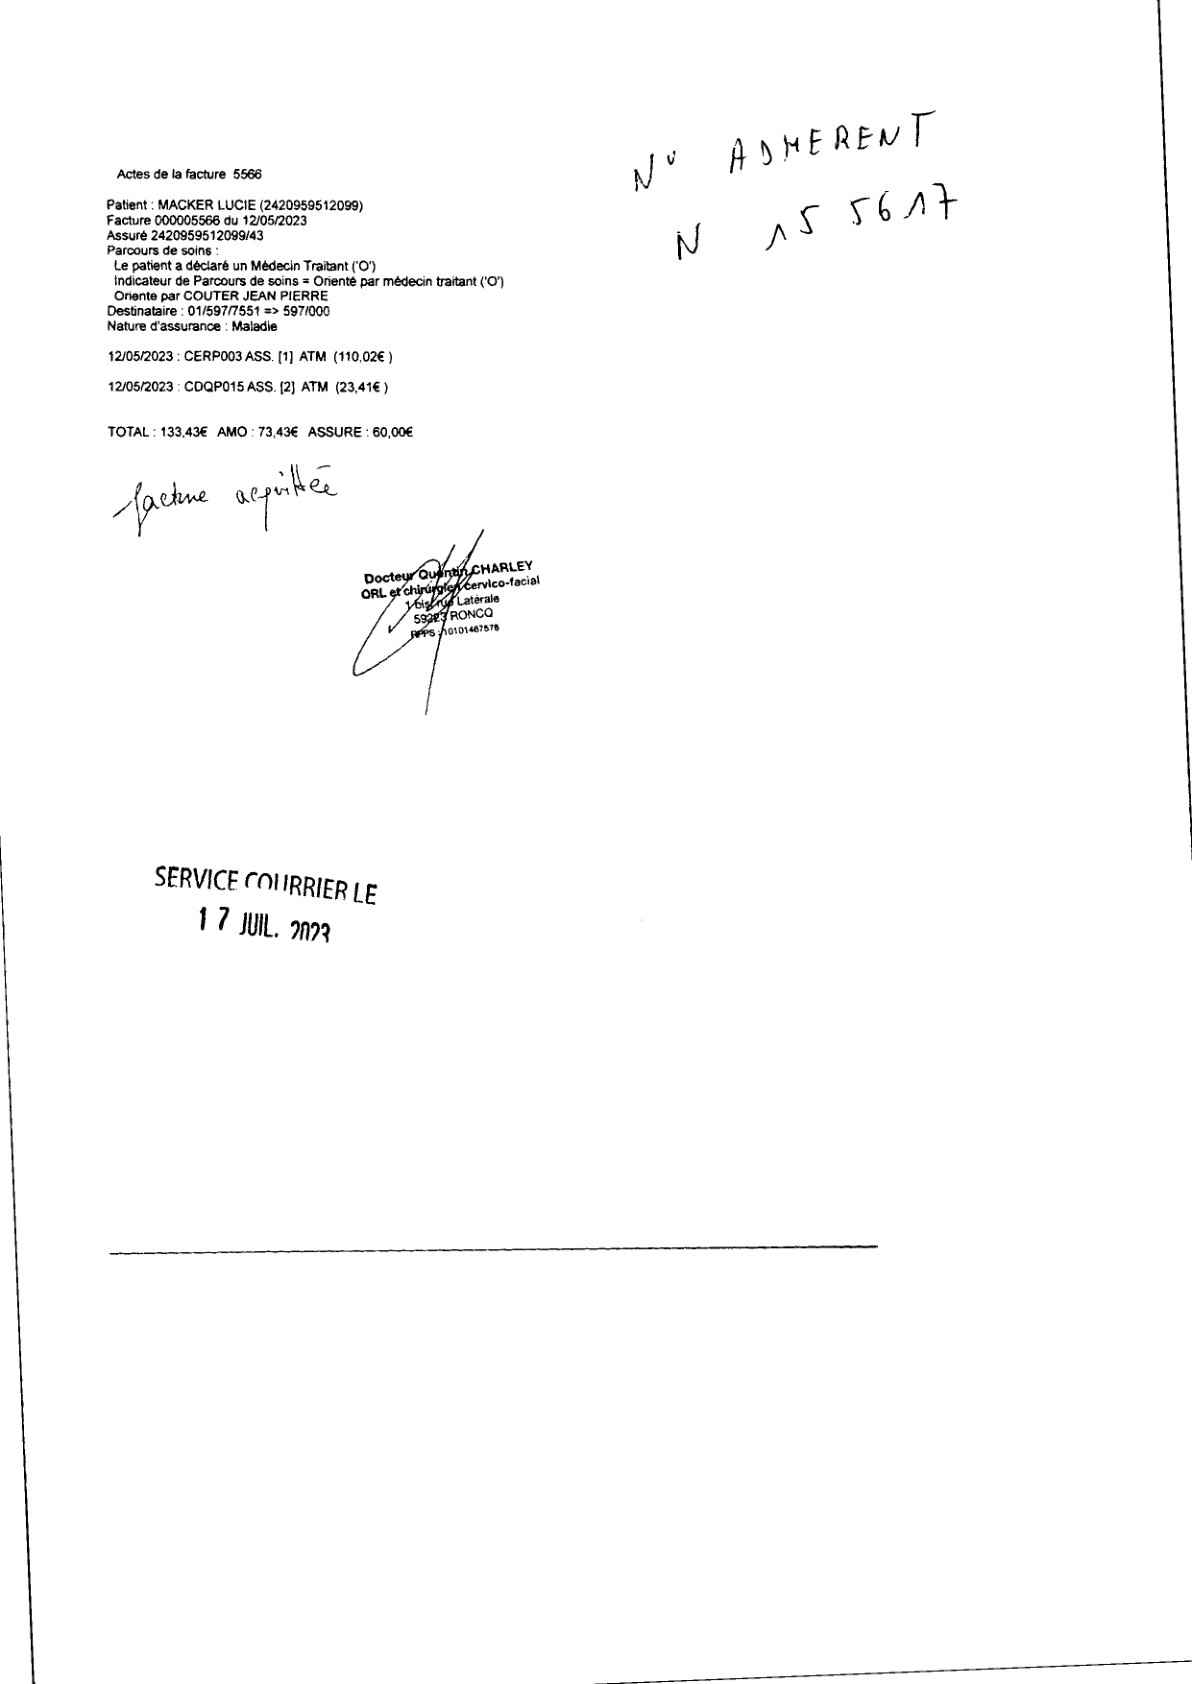 N° ADHERENT
N 155617
Actes de la facture 5566
Patient : MACKER LUCIE (2420959512099)
Facture 000005566 du 12/05/2023
Assuré 2420959512099/43
Parcours de soins :
Le patient a déclaré un Médecin Traitant ('O')
Indicateur de Parcours de soins = Orienté par médecin traitant ('O')
Oriente par COUTER JEAN PIERRE
Destinataire : 01/597/7551 => 597/000
Nature d'assurance : Maladie
12/05/2023 : CERP003 ASS. [1] ATM (110,02€ )
12/05/2023 : CDQP015 ASS. [2] ATM (23,41€ )
TOTAL : 133,43€ AMO : 73,43€ ASSURE : 60,00€
facture acquittée
Docteur Quentin CHARLEY
ORL et chirurgien cervico-facial
1 bis, rue Latérale
59223 RONCQ
RPPS : 10101467576
SERVICE COURRIER LE
17 JUIL. 2023